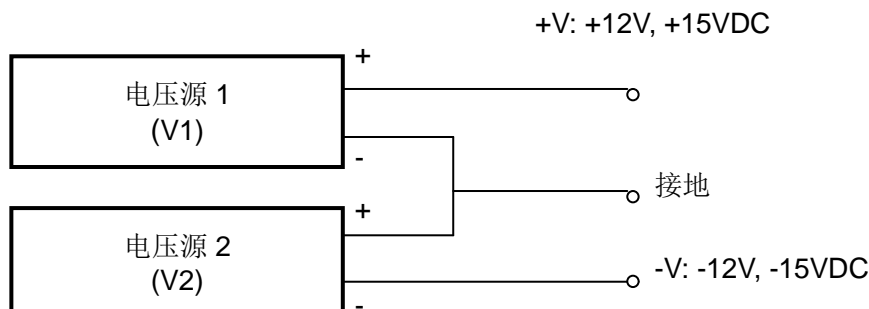 +V: +12V, +15VDC
+
电压源 1
(V1)
-
接地
+
电压源 2
(V2)
-V: -12V, -15VDC
-